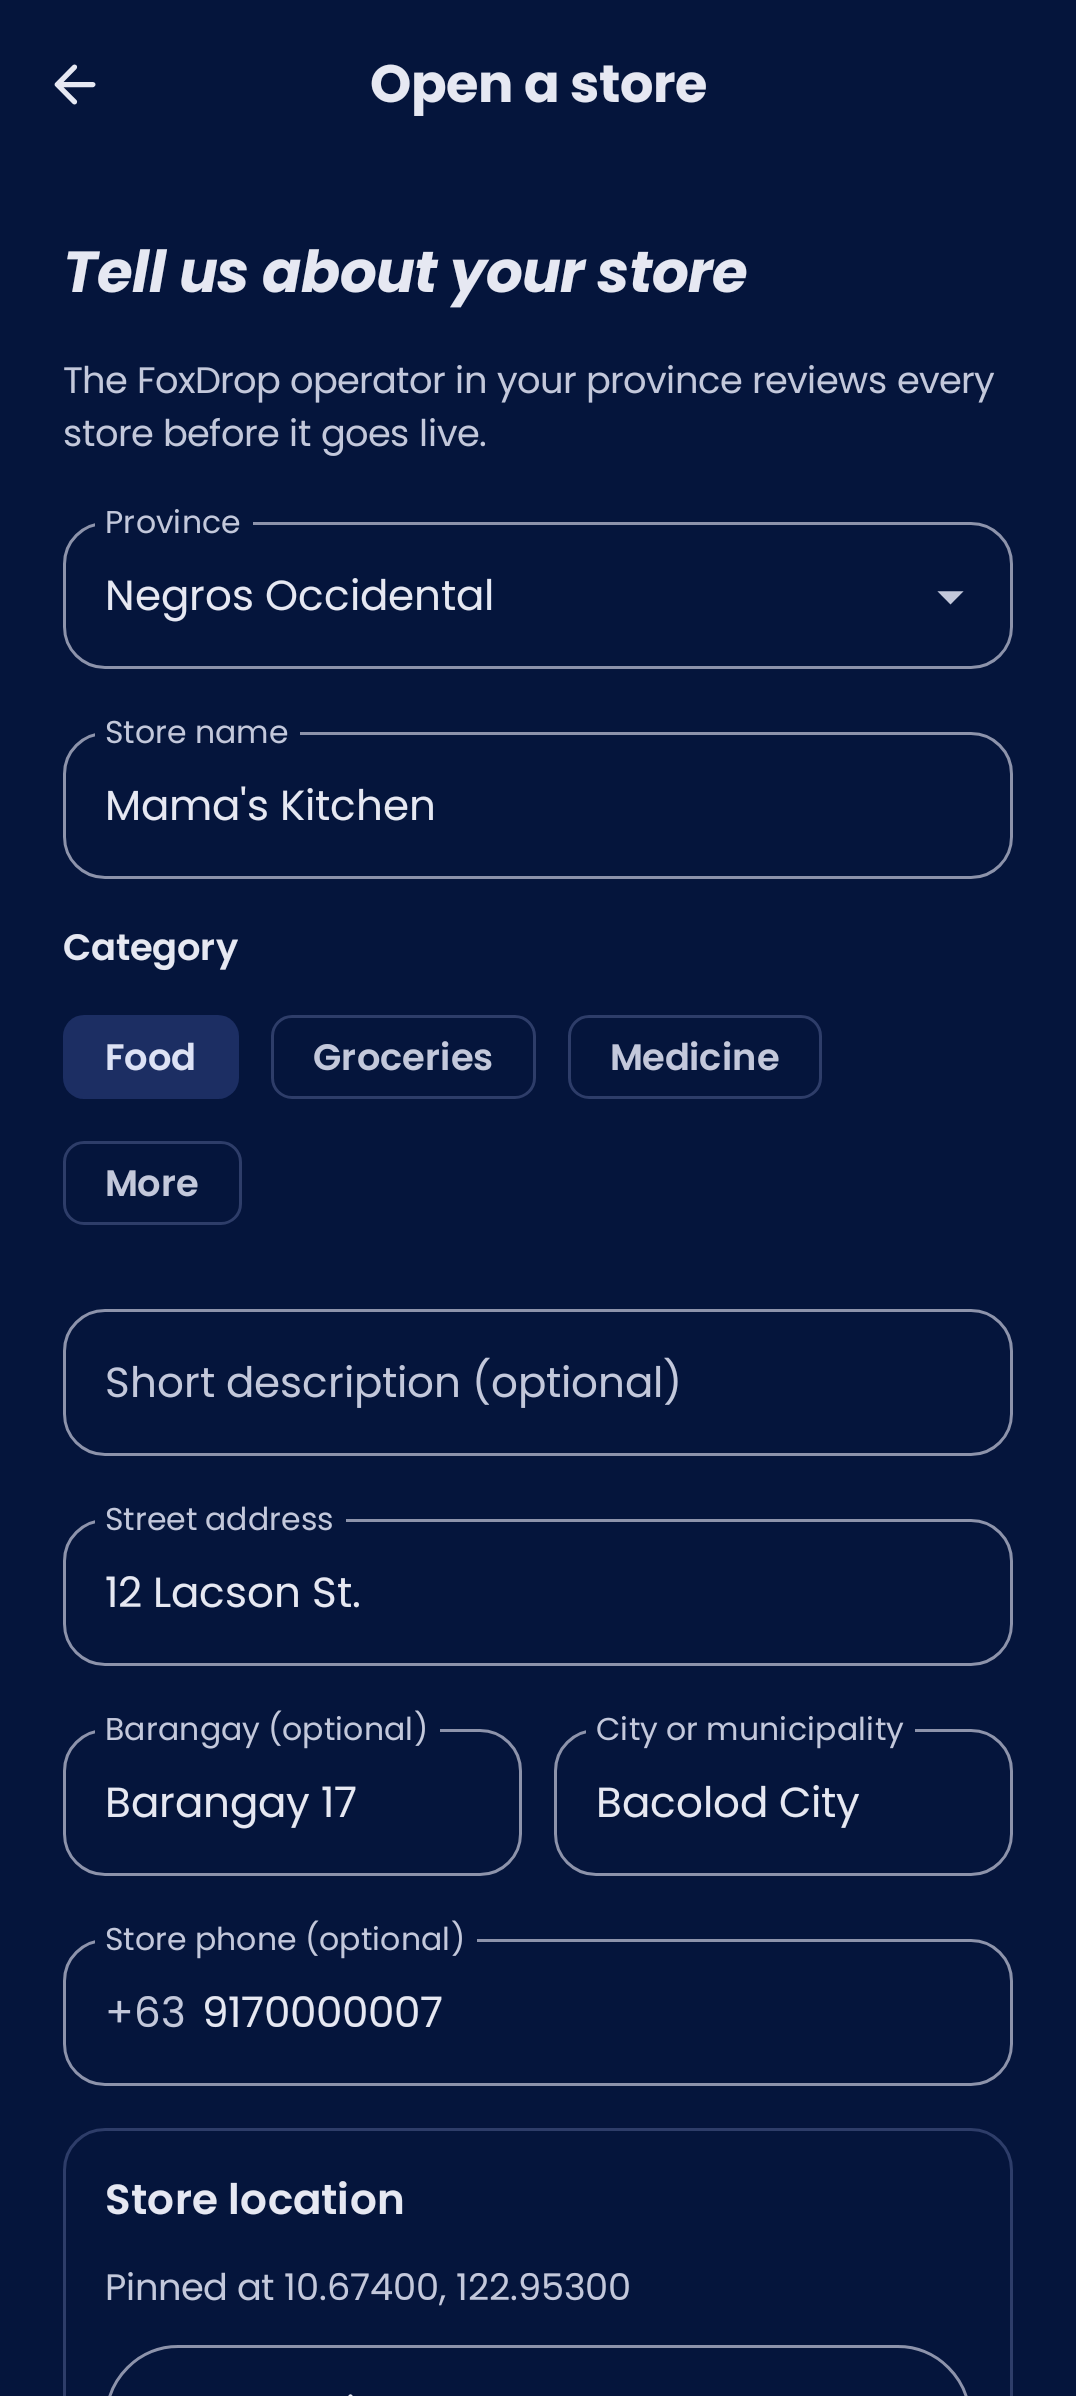 Open a store
Tell us about your store
The FoxDrop operator in your province reviews every
store before it goes live.
Province
Negros Occidental
Store name
Mama's Kitchen
Category
Food
Groceries
Medicine
More
Short description (optional)
Street address
12 Lacson St.
Barangay (optional)
Barangay 17
City or municipality
Bacolod City
Store phone (optional)
+63 9170000007
Store location
Pinned at 10.67400, 122.95300